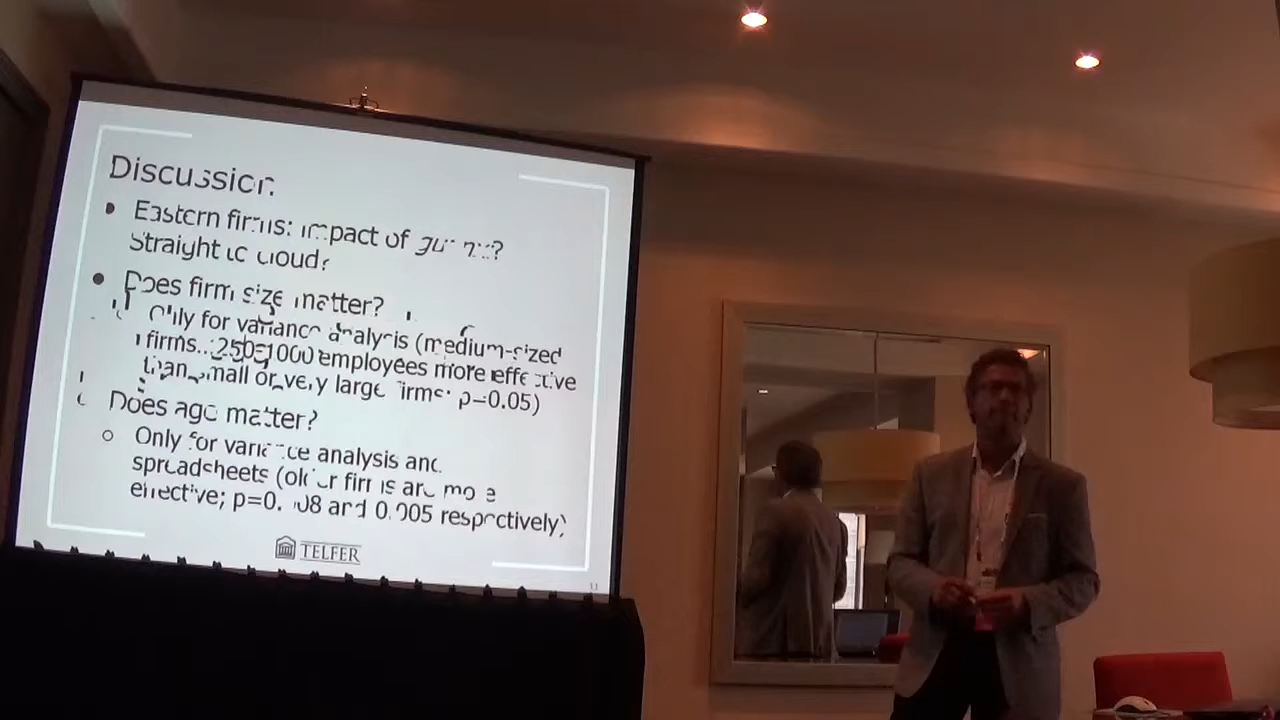 Discussion
Eastern firms: impact of
Straight to cloud?
Does firm size matter?
Only for variance analysis (medium-sized
firms...250-1000 employees more effective
than small or very large firms; p=0.05)
Does age matter?
Only for variance analysis and
spreadsheets (older firms are more
effective; and 0.005 respectively)
TELFER